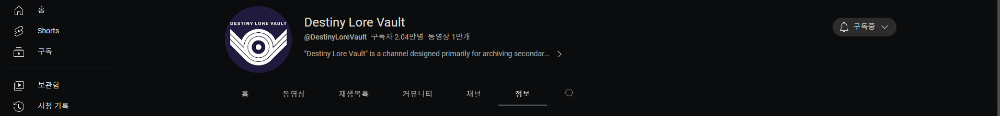 홈
Shorts
구독
보관함
시청 기록
DESTINY LORE VAULT
Destiny Lore Vault
@DestinyLoreVault 구독자 2.04만명 동영상 1만개
"Destiny Lore Vault" is a channel designed primarily for archiving secondar...
구독중
홈 동영상 재생목록 커뮤니티 채널 정보